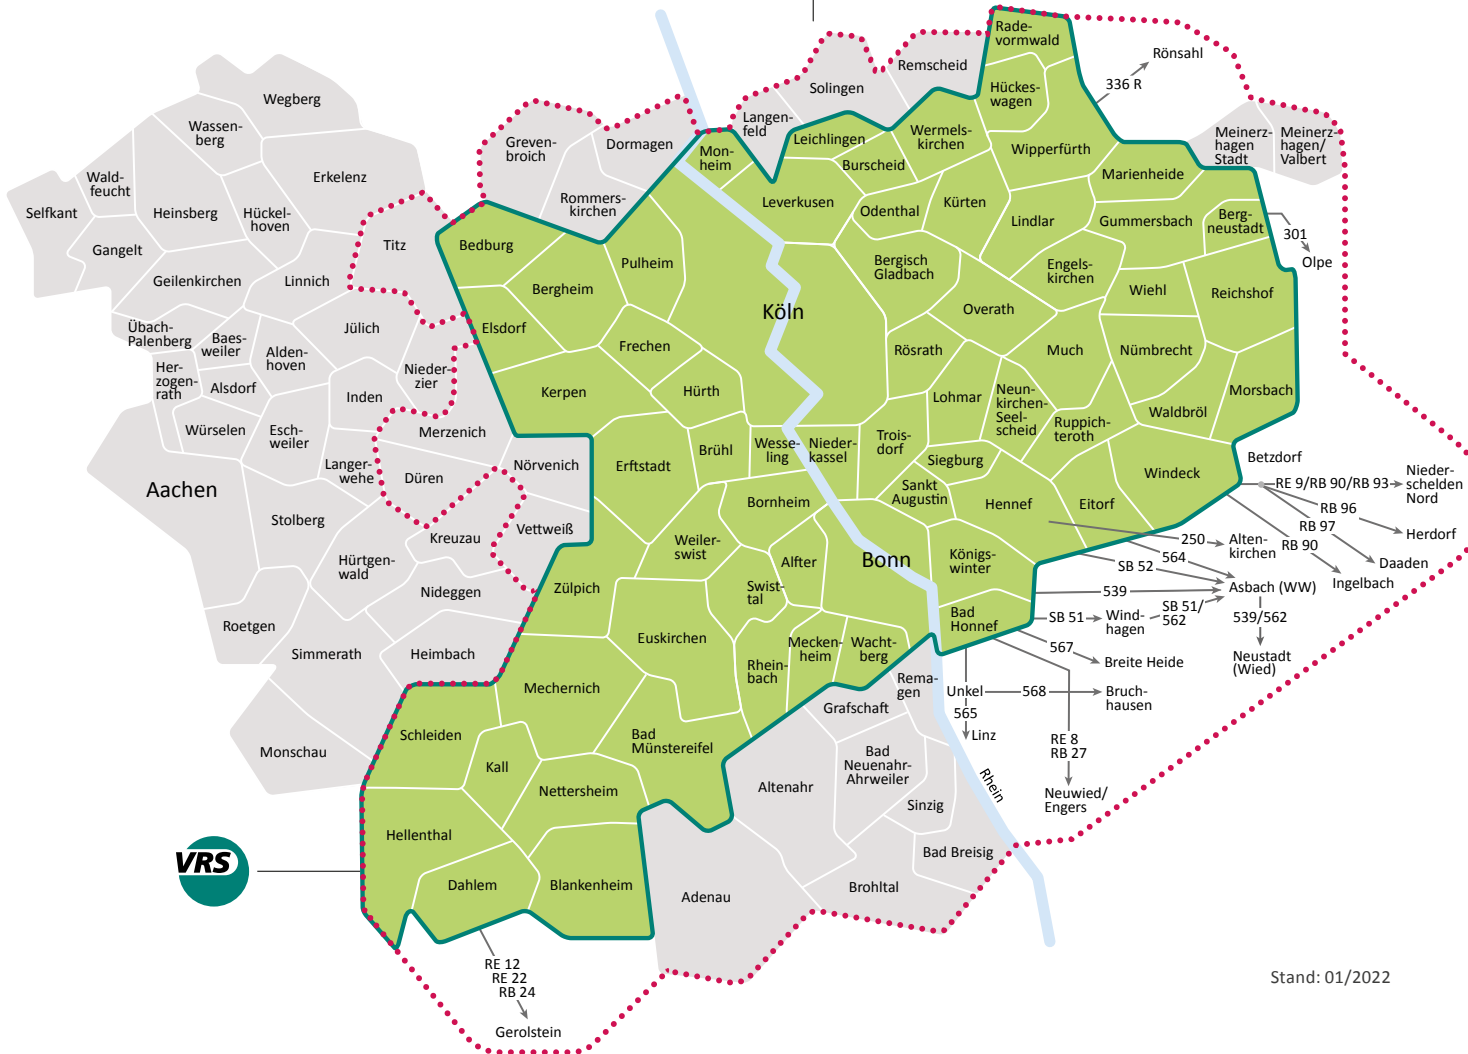 Rade-
vormwald
Rönsahl
336 R
Remscheid
Solingen
Hückes-
wagen
Wegberg
Wassen-
berg
Langen-
feld
Leichlingen
Wermels-
kirchen
Meinerz-
hagen
Stadt
Meinerz-
hagen/
Valbert
Greven-
broich
Dormagen
Mon-
heim
Burscheid
Wipperfürth
Marienheide
Wald-
feucht
Erkelenz
Rommers-
kirchen
Leverkusen
Odenthal
Kürten
Lindlar
Gummersbach
Berg-
neustadt
301
Olpe
Selfkant
Heinsberg
Hückel-
hoven
Gangelt
Titz
Bedburg
Pulheim
Bergisch
Gladbach
Engels-
kirchen
Wiehl
Reichshof
Geilenkirchen
Linnich
Bergheim
Köln
Overath
Übach-
Palenberg
Baes-
weiler
Jülich
Elsdorf
Frechen
Rösrath
Much
Nümbrecht
Alden-
hoven
Her-
zogen-
rath
Alsdorf
Inden
Nieder-
zier
Kerpen
Hürth
Lohmar
Neun-
kirchen-
Seel-
scheid
Morsbach
Waldbröl
Ruppich-
teroth
Würselen
Esch-
weiler
Merzenich
Brühl
Wesse-
ling
Nieder-
kassel
Trois-
dorf
Siegburg
Windeck
Betzdorf
Langer-
wehe
Düren
Nörvenich
Erftstadt
Sankt
Augustin
Hennef
Eitorf
RE 9/RB 90/RB 93
Nieder-
schelden
Nord
RB 96
Herdorf
RB 97
Daaden
RB 90
Ingelbach
Aachen
Stolberg
Bornheim
Vettweiß
Kreuzau
Weiler-
swist
Alfter
Bonn
Königs-
winter
250
Alten-
kirchen
564
SB 52
Asbach (WW)
539
Hürtgen-
wald
Nideggen
Zülpich
Swist-
tal
Bad
Honnef
SB 51
Wind-
hagen
SB 51/
562
539/562
Neustadt
(Wied)
Roetgen
Simmerath
Heimbach
Euskirchen
Mecken-
heim
Wacht-
berg
Rhein-
bach
567
Breite Heide
Mechernich
Rema-
gen
Unkel
568
Bruch-
hausen
565
Linz
Grafschaft
Monschau
Schleiden
Bad
Münstereifel
RE 8
RB 27
Neuwied/
Engers
Kall
Nettersheim
Altenahr
Bad
Neuenahr-
Ahrweiler
Sinzig
Rhein
Hellenthal
Bad Breisig
VRS
Dahlem
Blankenheim
Adenau
Brohltal
RE 12
RE 22
RB 24
Gerolstein
Stand: 01/2022